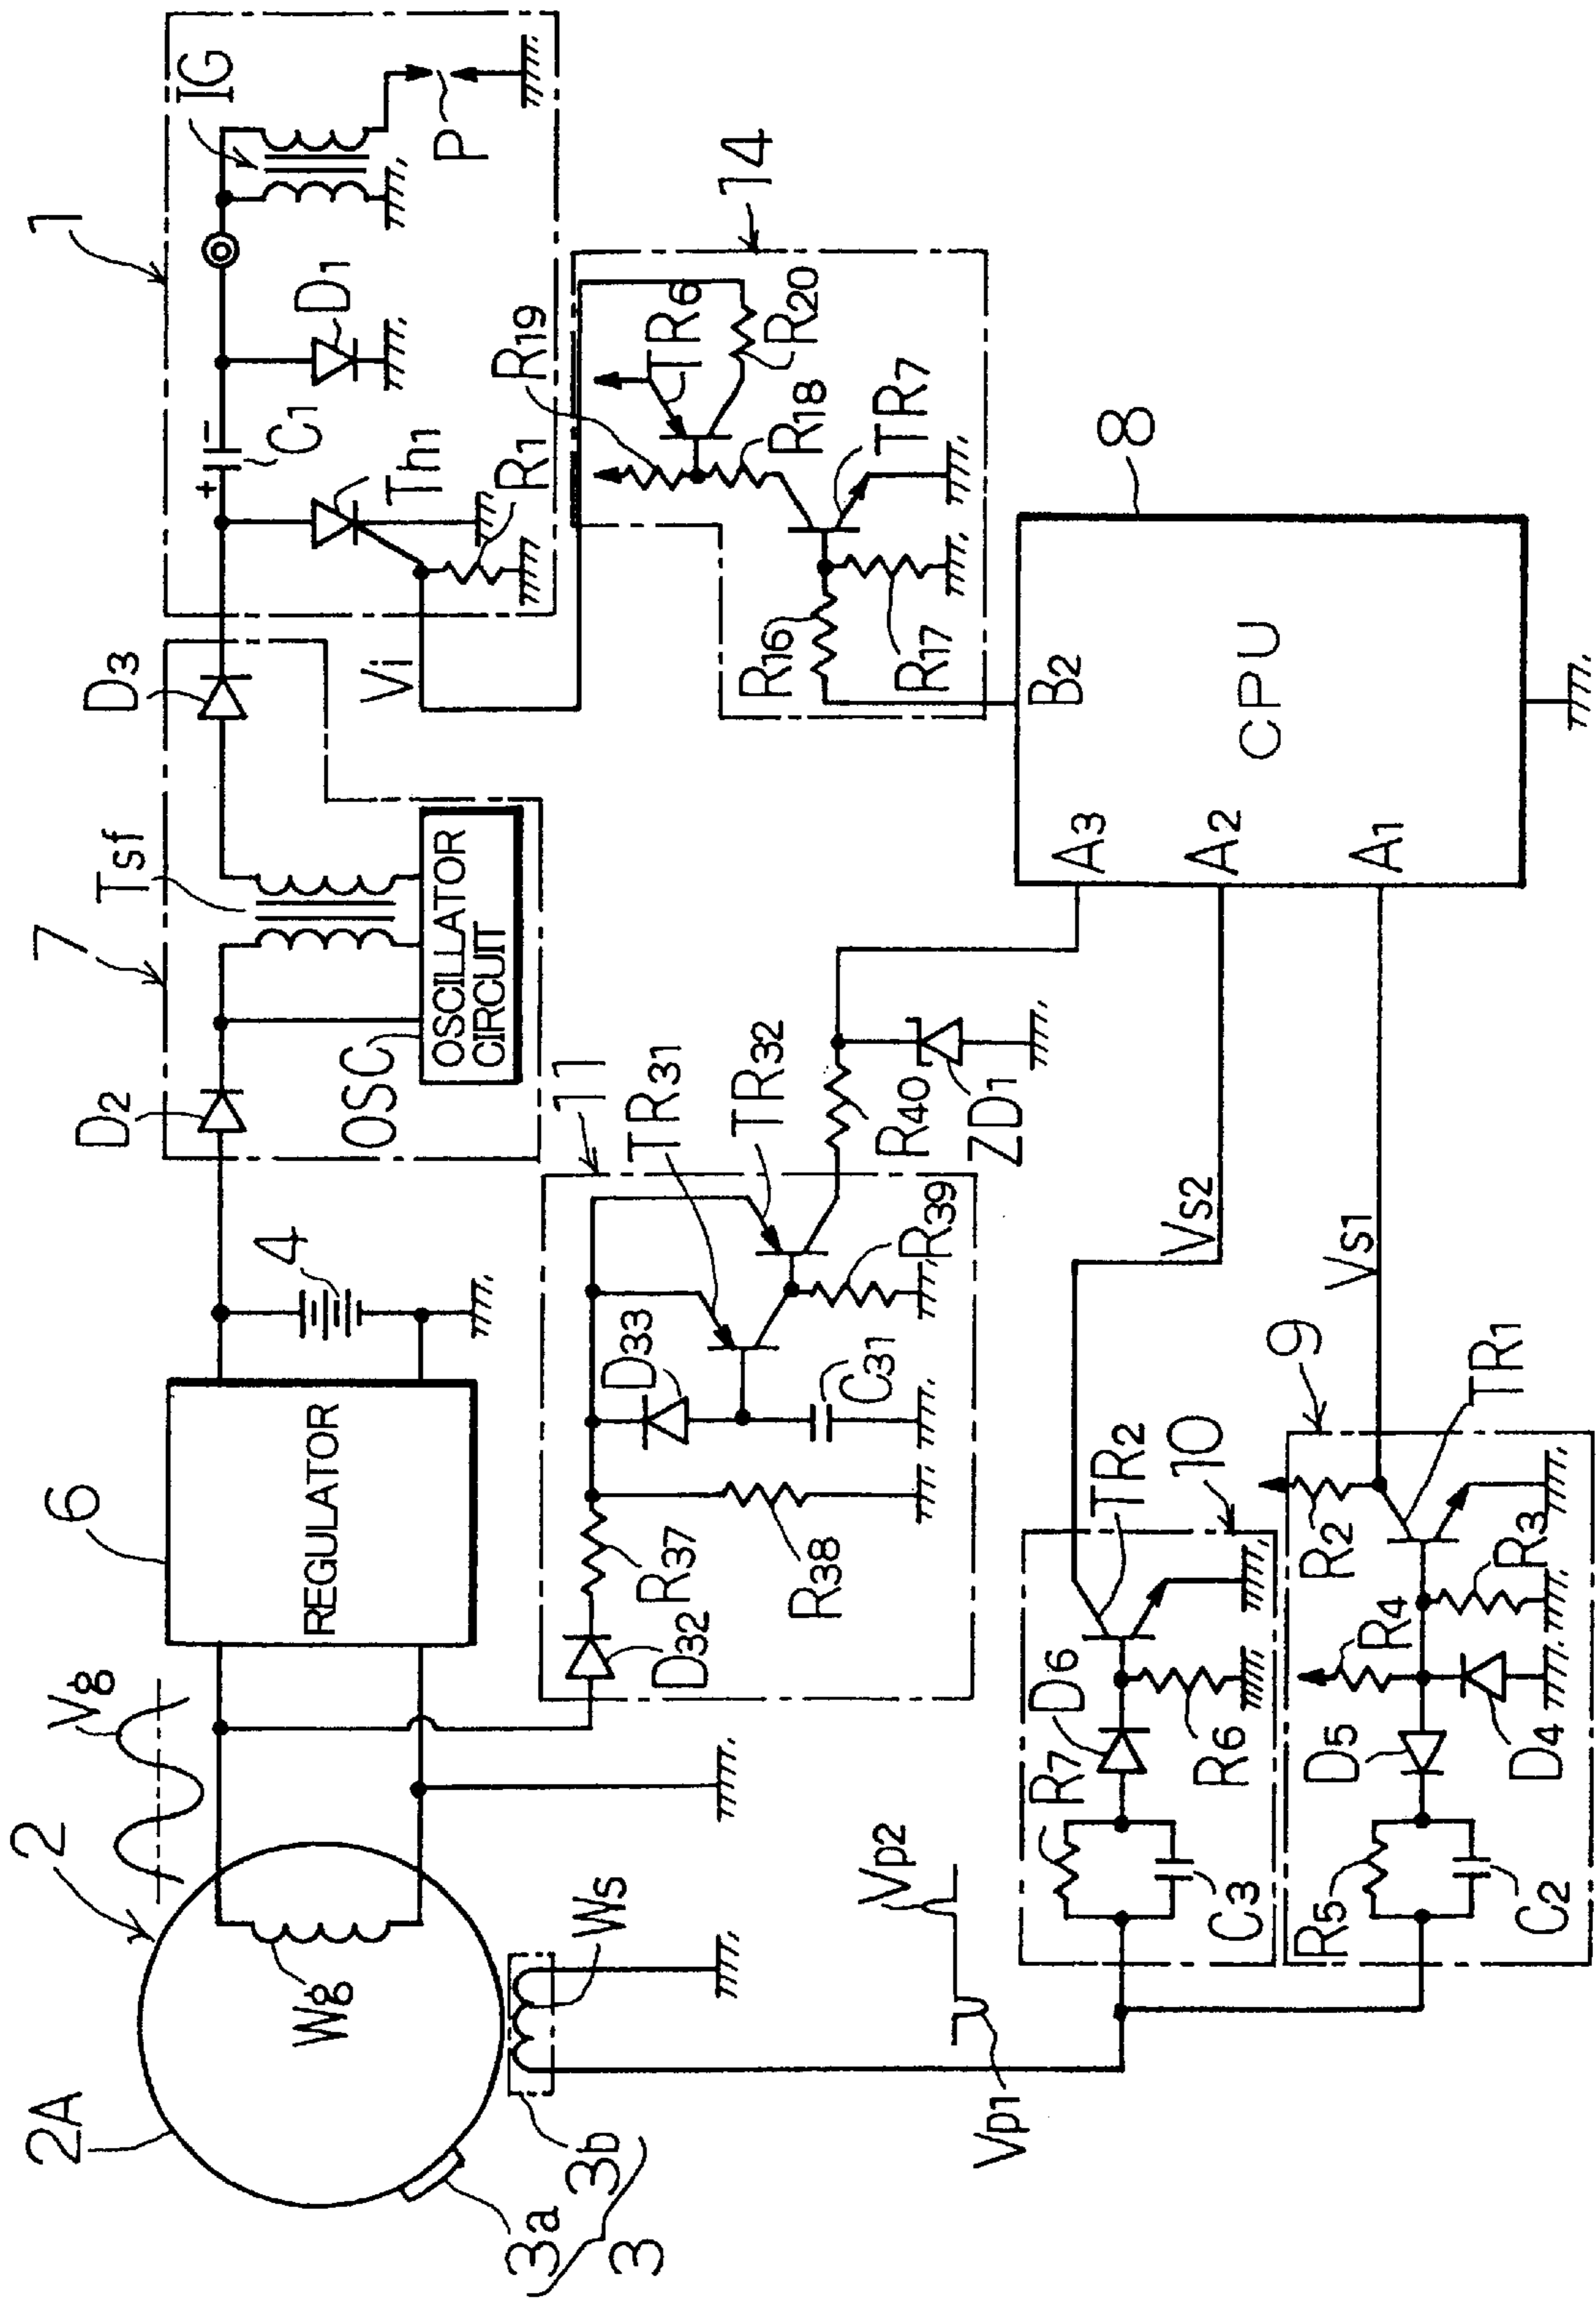 1
IG
P
D1
C1
Th1
R1
R19
14
TR6
R20
R18
TR7
R16
R17
Vi
D3
7
Tsf
OSC
OSCILLATOR
CIRCUIT
D2
8
CPU
B2
A3
A2
A1
4
6
REGULATOR
11
TR31
TR32
R40
ZD1
R39
D33
C31
R37
R38
D32
Vs2
Vs1
9
TR1
R2
R3
R4
D4
D5
R5
C2
10
TR2
D6
R6
R7
C3
Vg
2
Wg
2A
Ws
Vp2
Vp1
3a
3b
3
+
−